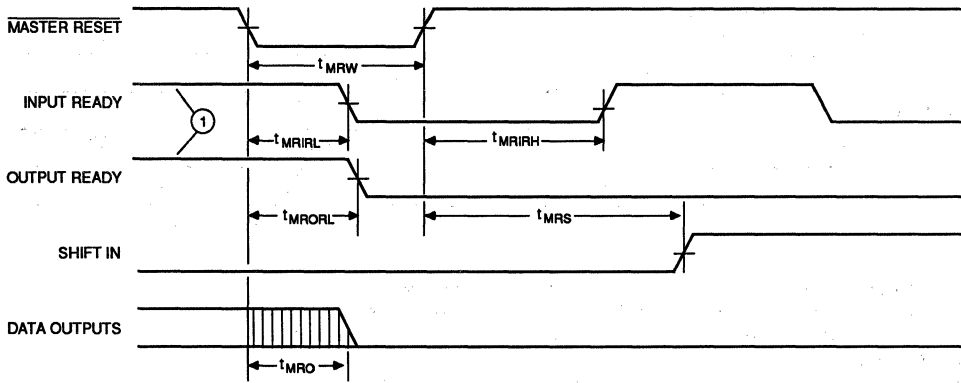 MASTER RESET
tMRW
INPUT READY
1
tMRIRL
tMRIRH
OUTPUT READY
tMRORL
tMRS
SHIFT IN
DATA OUTPUTS
tMRO